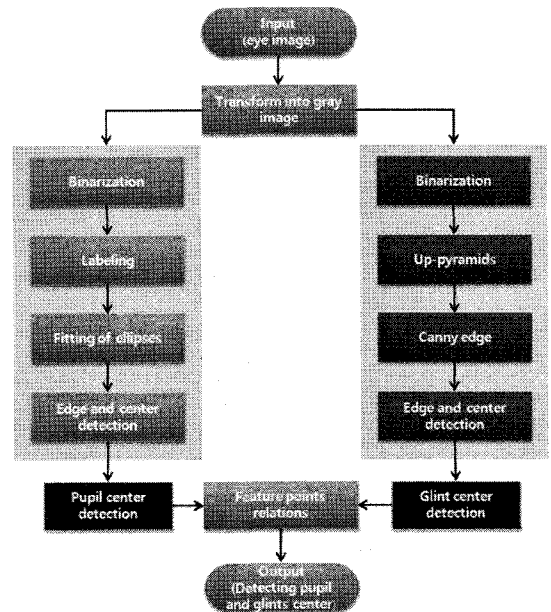 Input
(eye image)
Transform into gray
image
Binarization
Labeling
Fitting of ellipses
Edge and center
detection
Pupil center
detection
Binarization
Up-pyramids
Canny edge
Edge and center
detection
Glint center
detection
Feature points
relations
Output
(Detecting pupil
and glints center)